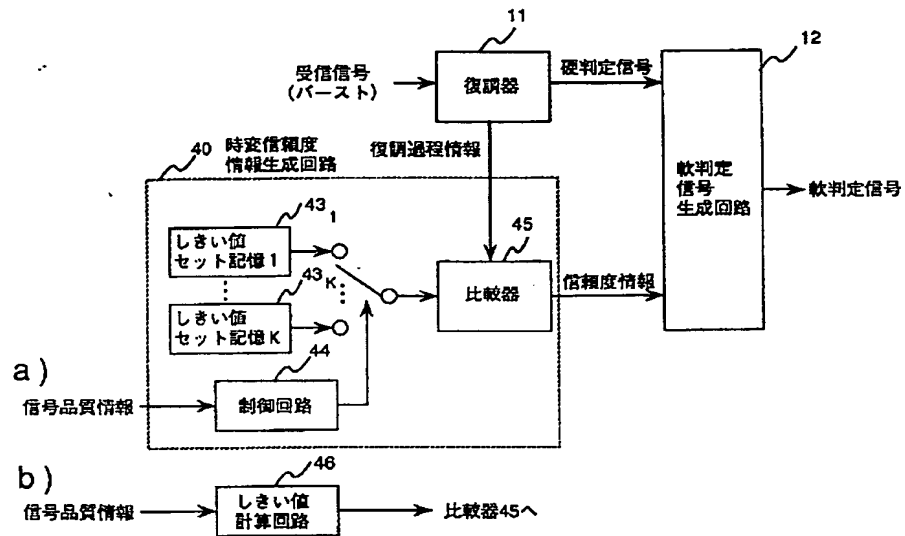 11
12
受信信号
(バースト)
復調器
硬判定信号
軟判定
信号
生成回路
軟判定信号
40
時変信頼度
情報生成回路
復調過程情報
43 1
しきい値
セット記憶1
43 K
しきい値
セット記憶K
45
比較器
信頼度情報
44
a)
信号品質情報
制御回路
46
b)
信号品質情報
しきい値
計算回路
比較器45へ